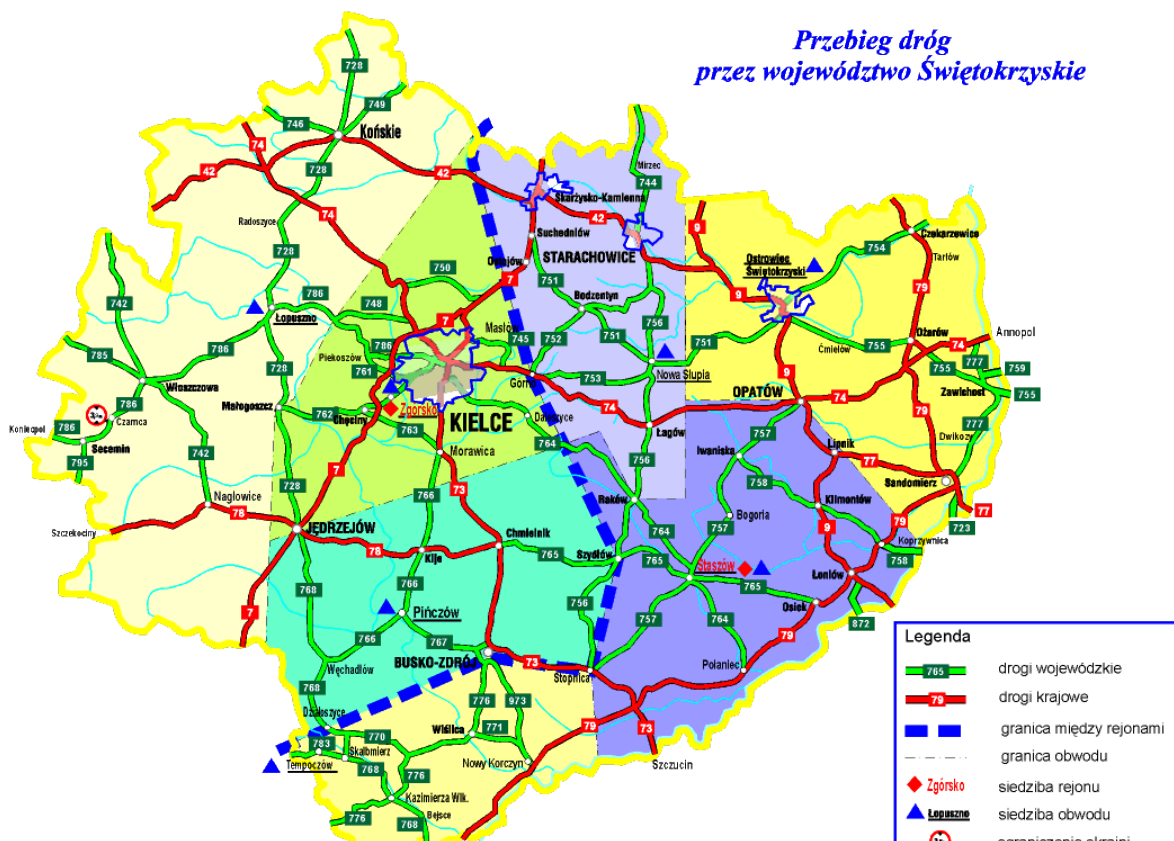 Przebieg dróg
przez województwo Świętokrzyskie
728
749
746
Końskie
74
42
728
42
74
Radoszyce
Mirzec
744
Skarżysko-Kamienna
42
9
Suchedniów
STARACHOWICE
Ostrowiec
Świętokrzyski
754
Czekarzewice
Tarłów
728
750
7
751
Bodzentyn
9
79
742
786
748
7
Masłów
745
752
751
756
751
Ćmielów
755
Ożarów
74
Annopol
Łopuszno
785
786
Piekoszów
786
761
Górno
753
Nowa Słupia
9
755
777
759
Zawichost
755
Włoszczowa
728
786
Czarnca
Małogoszcz
762
Chęciny
Zgórsko
KIELCE
Daleszyce
74
OPATÓW
74
79
777
Dwikozy
Koniecpol
786
Secemin
795
742
763
Morawica
764
Łagów
757
Iwaniska
Lipnik
77
Sandomierz
7
766
73
756
758
728
Nagłowice
Raków
Klimontów
79
77
723
Szczekociny
78
JĘDRZEJÓW
Chmielnik
764
757
Bogoria
9
Koprzywnica
78
Kije
765
Szydłów
765
Staszów
765
Łoniów
758
7
768
766
756
Osiek
872
Pińczów
757
764
79
766
767
BUSKO-ZDRÓJ
73
Stopnica
Połaniec
Węchadłów
768
776
973
Działoszyce
770
Wiślica
771
79
73
783
Skalbmierz
Tempoczów
768
776
Nowy Korczyn
Szczucin
Kazimierza Wlk.
776
768
Bejsce
Legenda
765 drogi wojewódzkie
79 drogi krajowe
granica między rejonami
granica obwodu
Zgórsko siedziba rejonu
Łopuszno siedziba obwodu